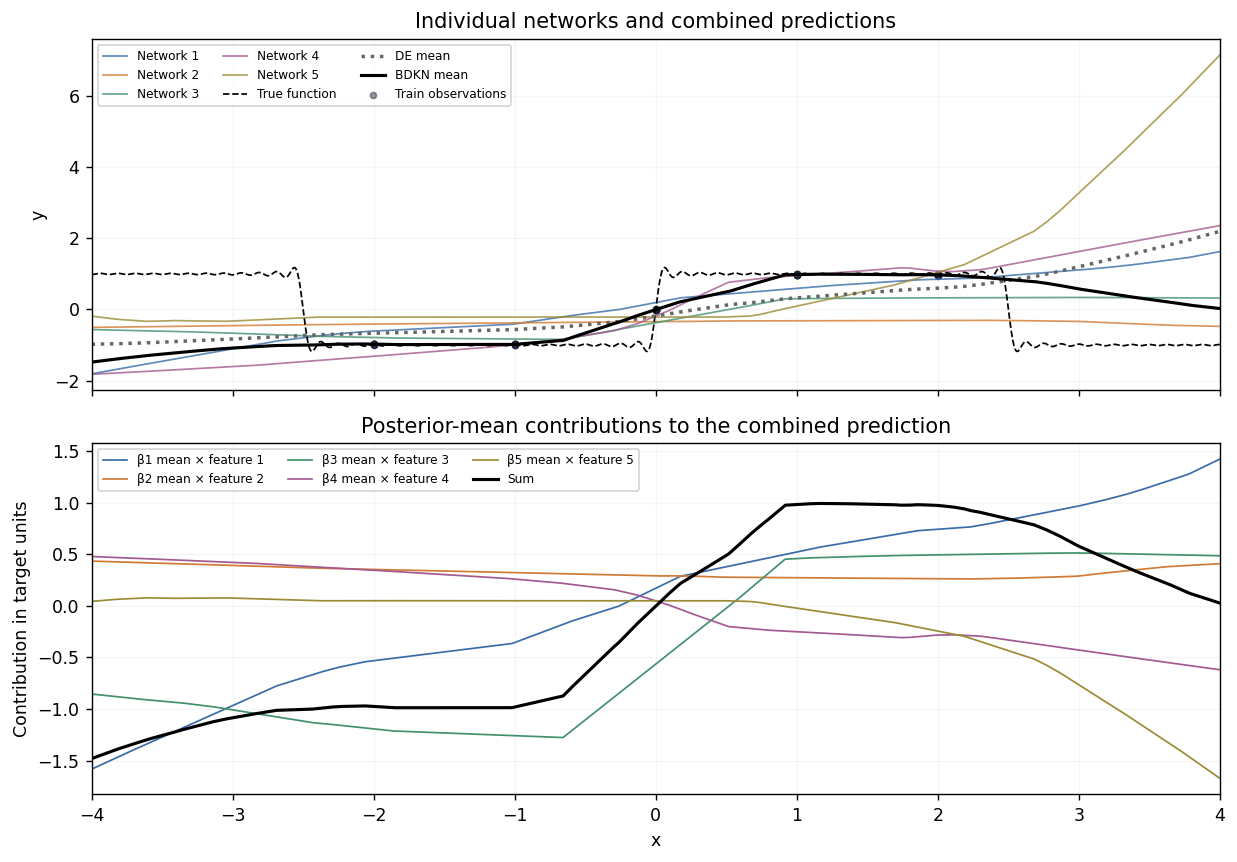 Individual networks and combined predictions
Network 1 Network 4 DE mean
Network 2 Network 5 BDKN mean
Network 3 True function Train observations
6
4
2
0
−2
y
Posterior-mean contributions to the combined prediction
β1 mean × feature 1 β3 mean × feature 3 β5 mean × feature 5
β2 mean × feature 2 β4 mean × feature 4 Sum
1.5
1.0
0.5
0.0
−0.5
−1.0
−1.5
Contribution in target units
−4 −3 −2 −1 0 1 2 3 4
x